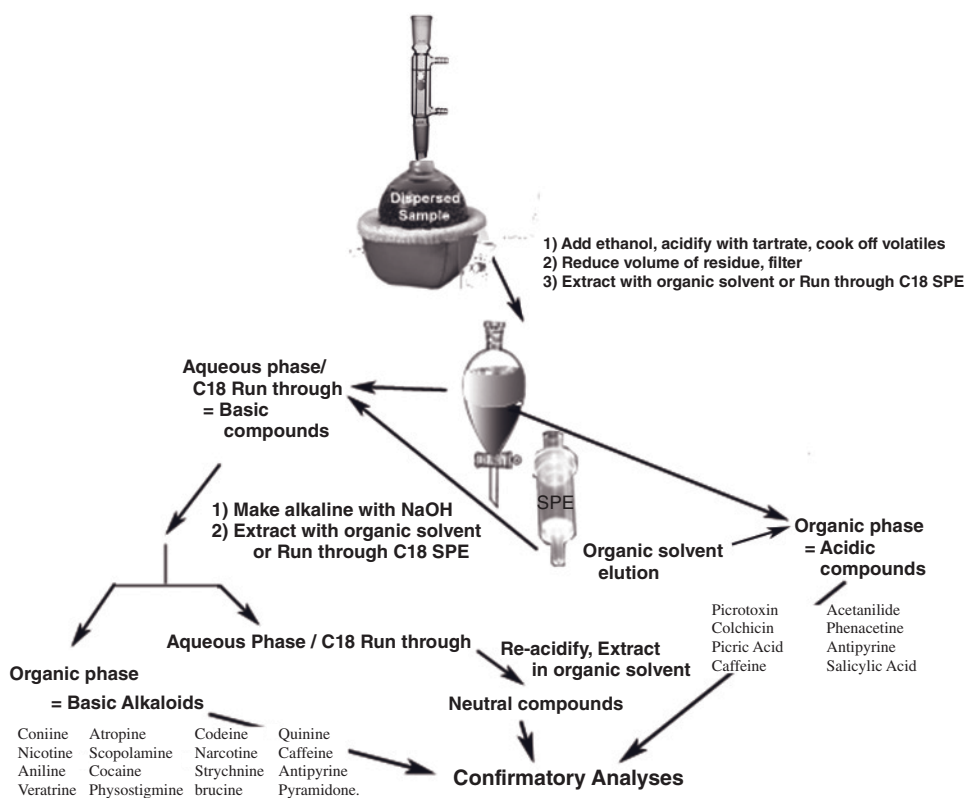 Dispersed
Sample
1) Add ethanol, acidify with tartrate, cook off volatiles
2) Reduce volume of residue, filter
3) Extract with organic solvent or Run through C18 SPE
Aqueous phase/
C18 Run through
= Basic
compounds
SPE
1) Make alkaline with NaOH
2) Extract with organic solvent
or Run through C18 SPE
Organic solvent
elution
Organic phase
= Acidic
compounds
Picrotoxin Acetanilide
Colchicin Phenacetine
Picric Acid Antipyrine
Caffeine Salicylic Acid
Aqueous Phase / C18 Run through
Re-acidify, Extract
in organic solvent
Neutral compounds
Organic phase
= Basic Alkaloids
Coniine Atropine Codeine Quinine
Nicotine Scopolamine Narcotine Caffeine
Aniline Cocaine Strychnine Antipyrine
Veratrine Physostigmine brucine Pyramidone.
Confirmatory Analyses